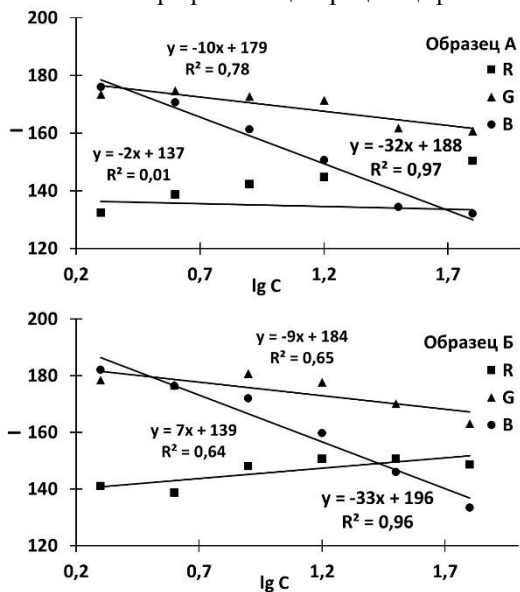 Образец А
R
G
B
y = -10x + 179
R² = 0,78
y = -2x + 137
R² = 0,01
y = -32x + 188
R² = 0,97
I
180
160
140
120
0,2
0,7
1,2
1,7
lg C
Образец Б
R
G
B
y = -9x + 184
R² = 0,65
y = 7x + 139
R² = 0,64
y = -33x + 196
R² = 0,96
I
200
180
160
140
120
0,2
0,7
1,2
1,7
lg C